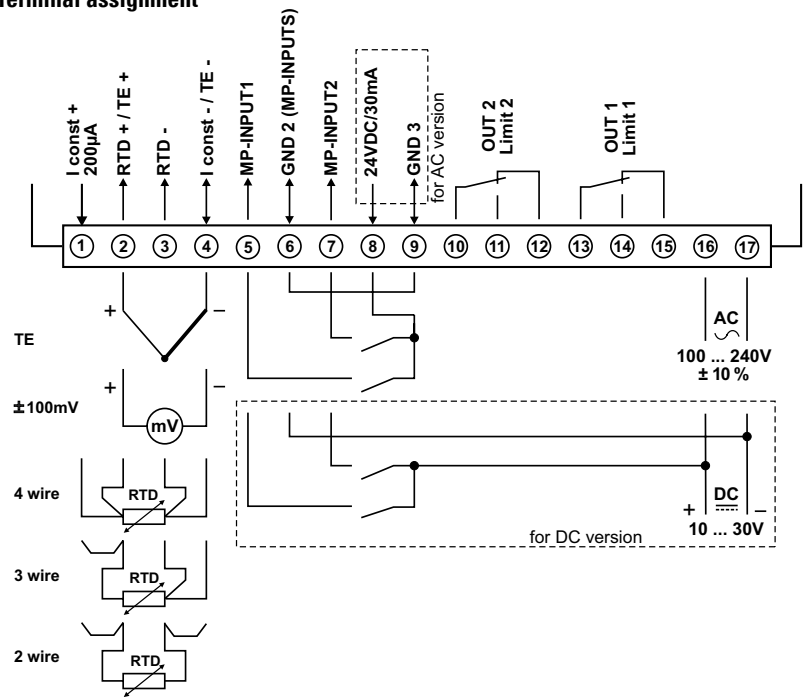 Terminal assignment
I const +
200µA
RTD + / TE +
RTD -
I const - / TE -
MP-INPUT1
GND 2 (MP-INPUTS)
MP-INPUT2
24VDC/30mA
GND 3
for AC version
OUT 2
Limit 2
OUT 1
Limit 1
1 2 3 4 5 6 7 8 9 10 11 12 13 14 15 16 17
TE
+ −
AC
100 ... 240V
± 10 %
±100mV
+ −
mV
4 wire
RTD
+ DC −
10 ... 30V
for DC version
3 wire
RTD
2 wire
RTD